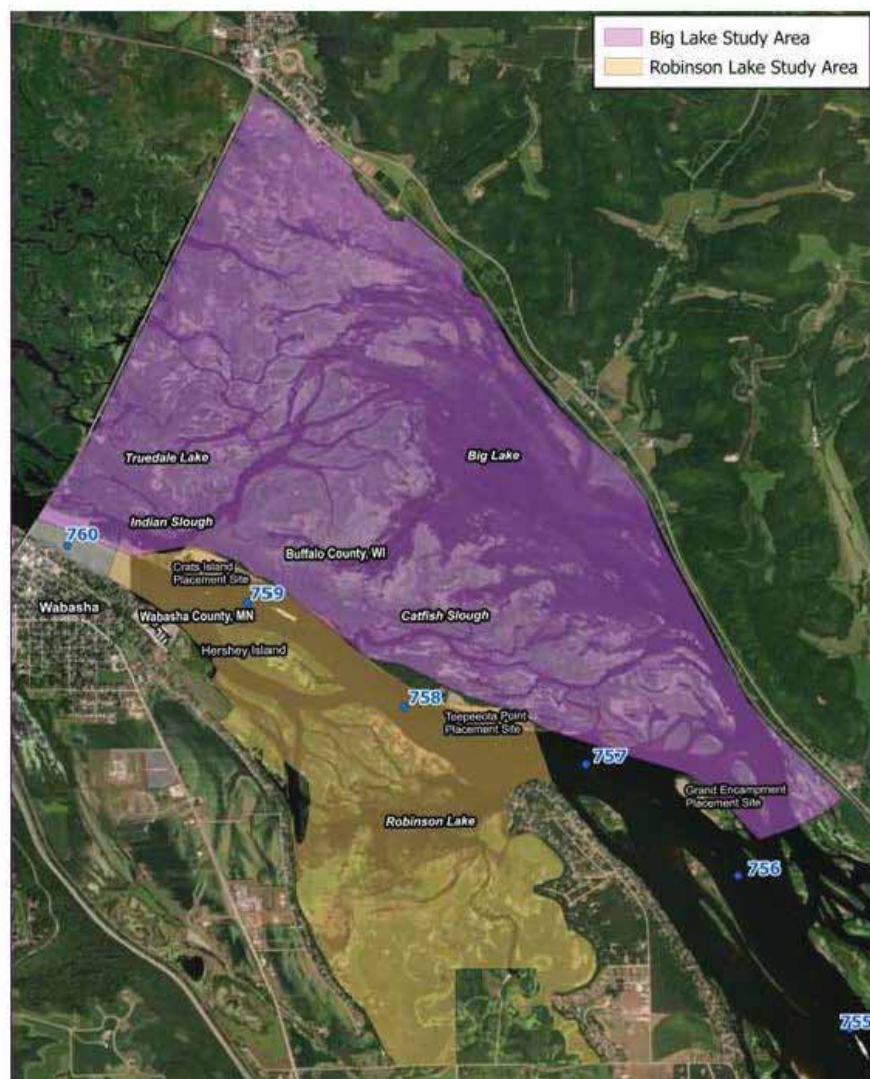 Big Lake Study Area
Robinson Lake Study Area
Truedale Lake
Big Lake
Indian Slough
760
Buffalo County, WI
Crats Island
Placement Site
759
Wabasha
Wabasha County, MN
Catfish Slough
Hershey Island
758
Teepeeota Point
Placement Site
757
Grand Encampment
Placement Site
Robinson Lake
756
755